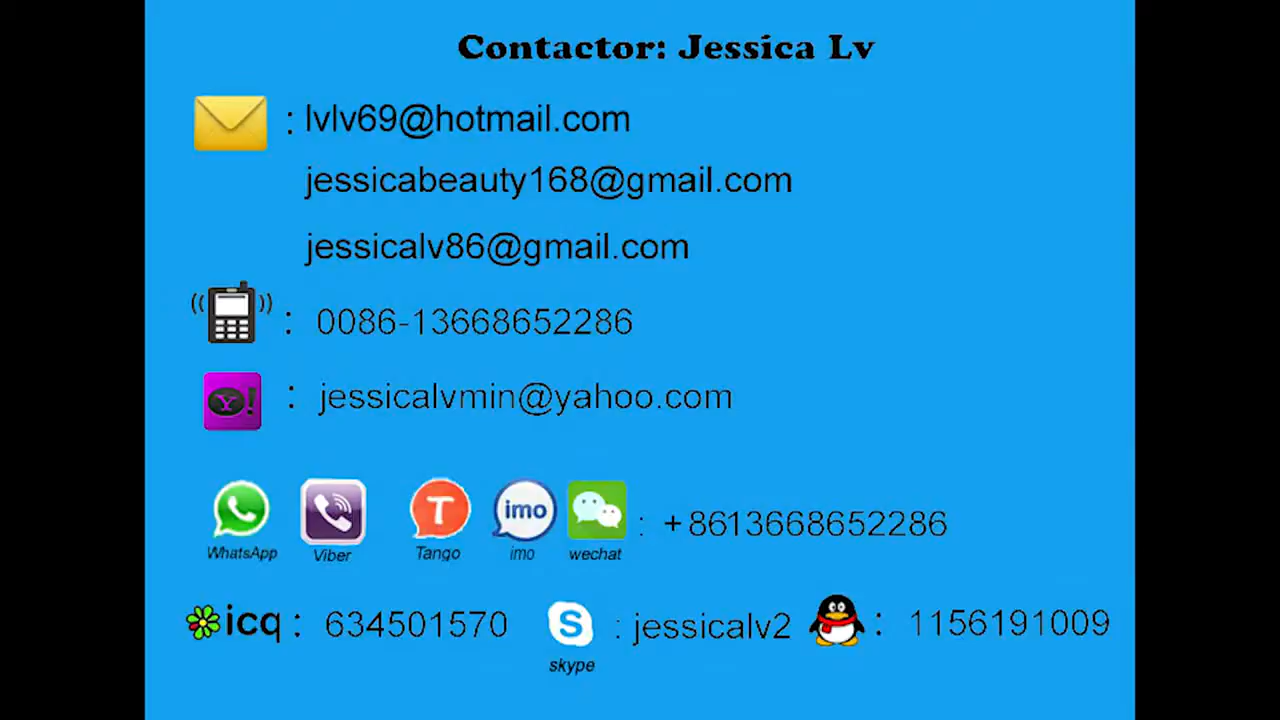 Contactor: Jessica Lv
: lvlv69@hotmail.com
jessicabeauty168@gmail.com
jessicalv86@gmail.com
: 0086-13668652286
Y! : jessicalvmin@yahoo.com
T imo : +8613668652286
WhatsApp Viber Tango imo wechat
icq : 634501570 S : jessicalv2 : 1156191009
skype